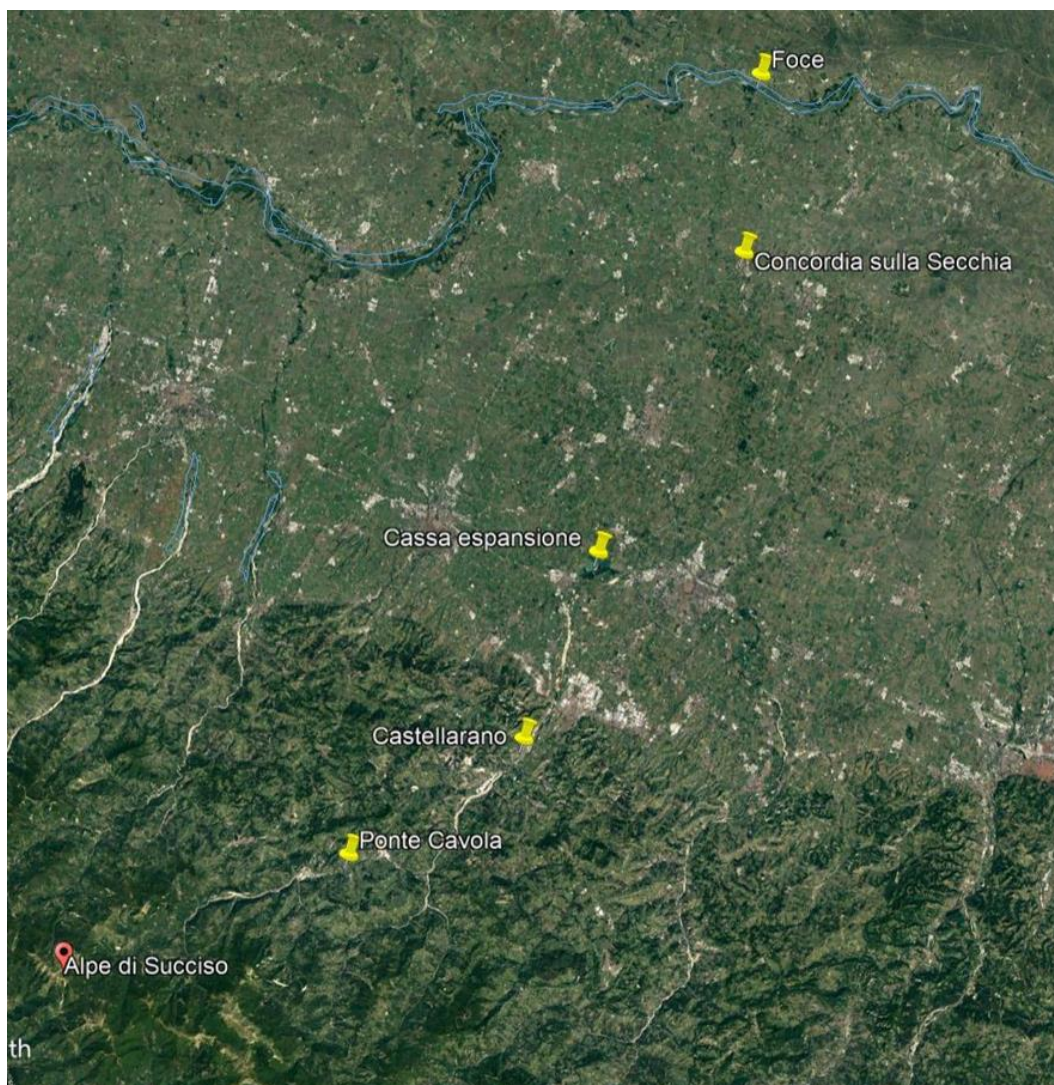 Foce
Concordia sulla Secchia
Cassa espansione
Castellarano
Ponte Cavola
Alpe di Succiso
th